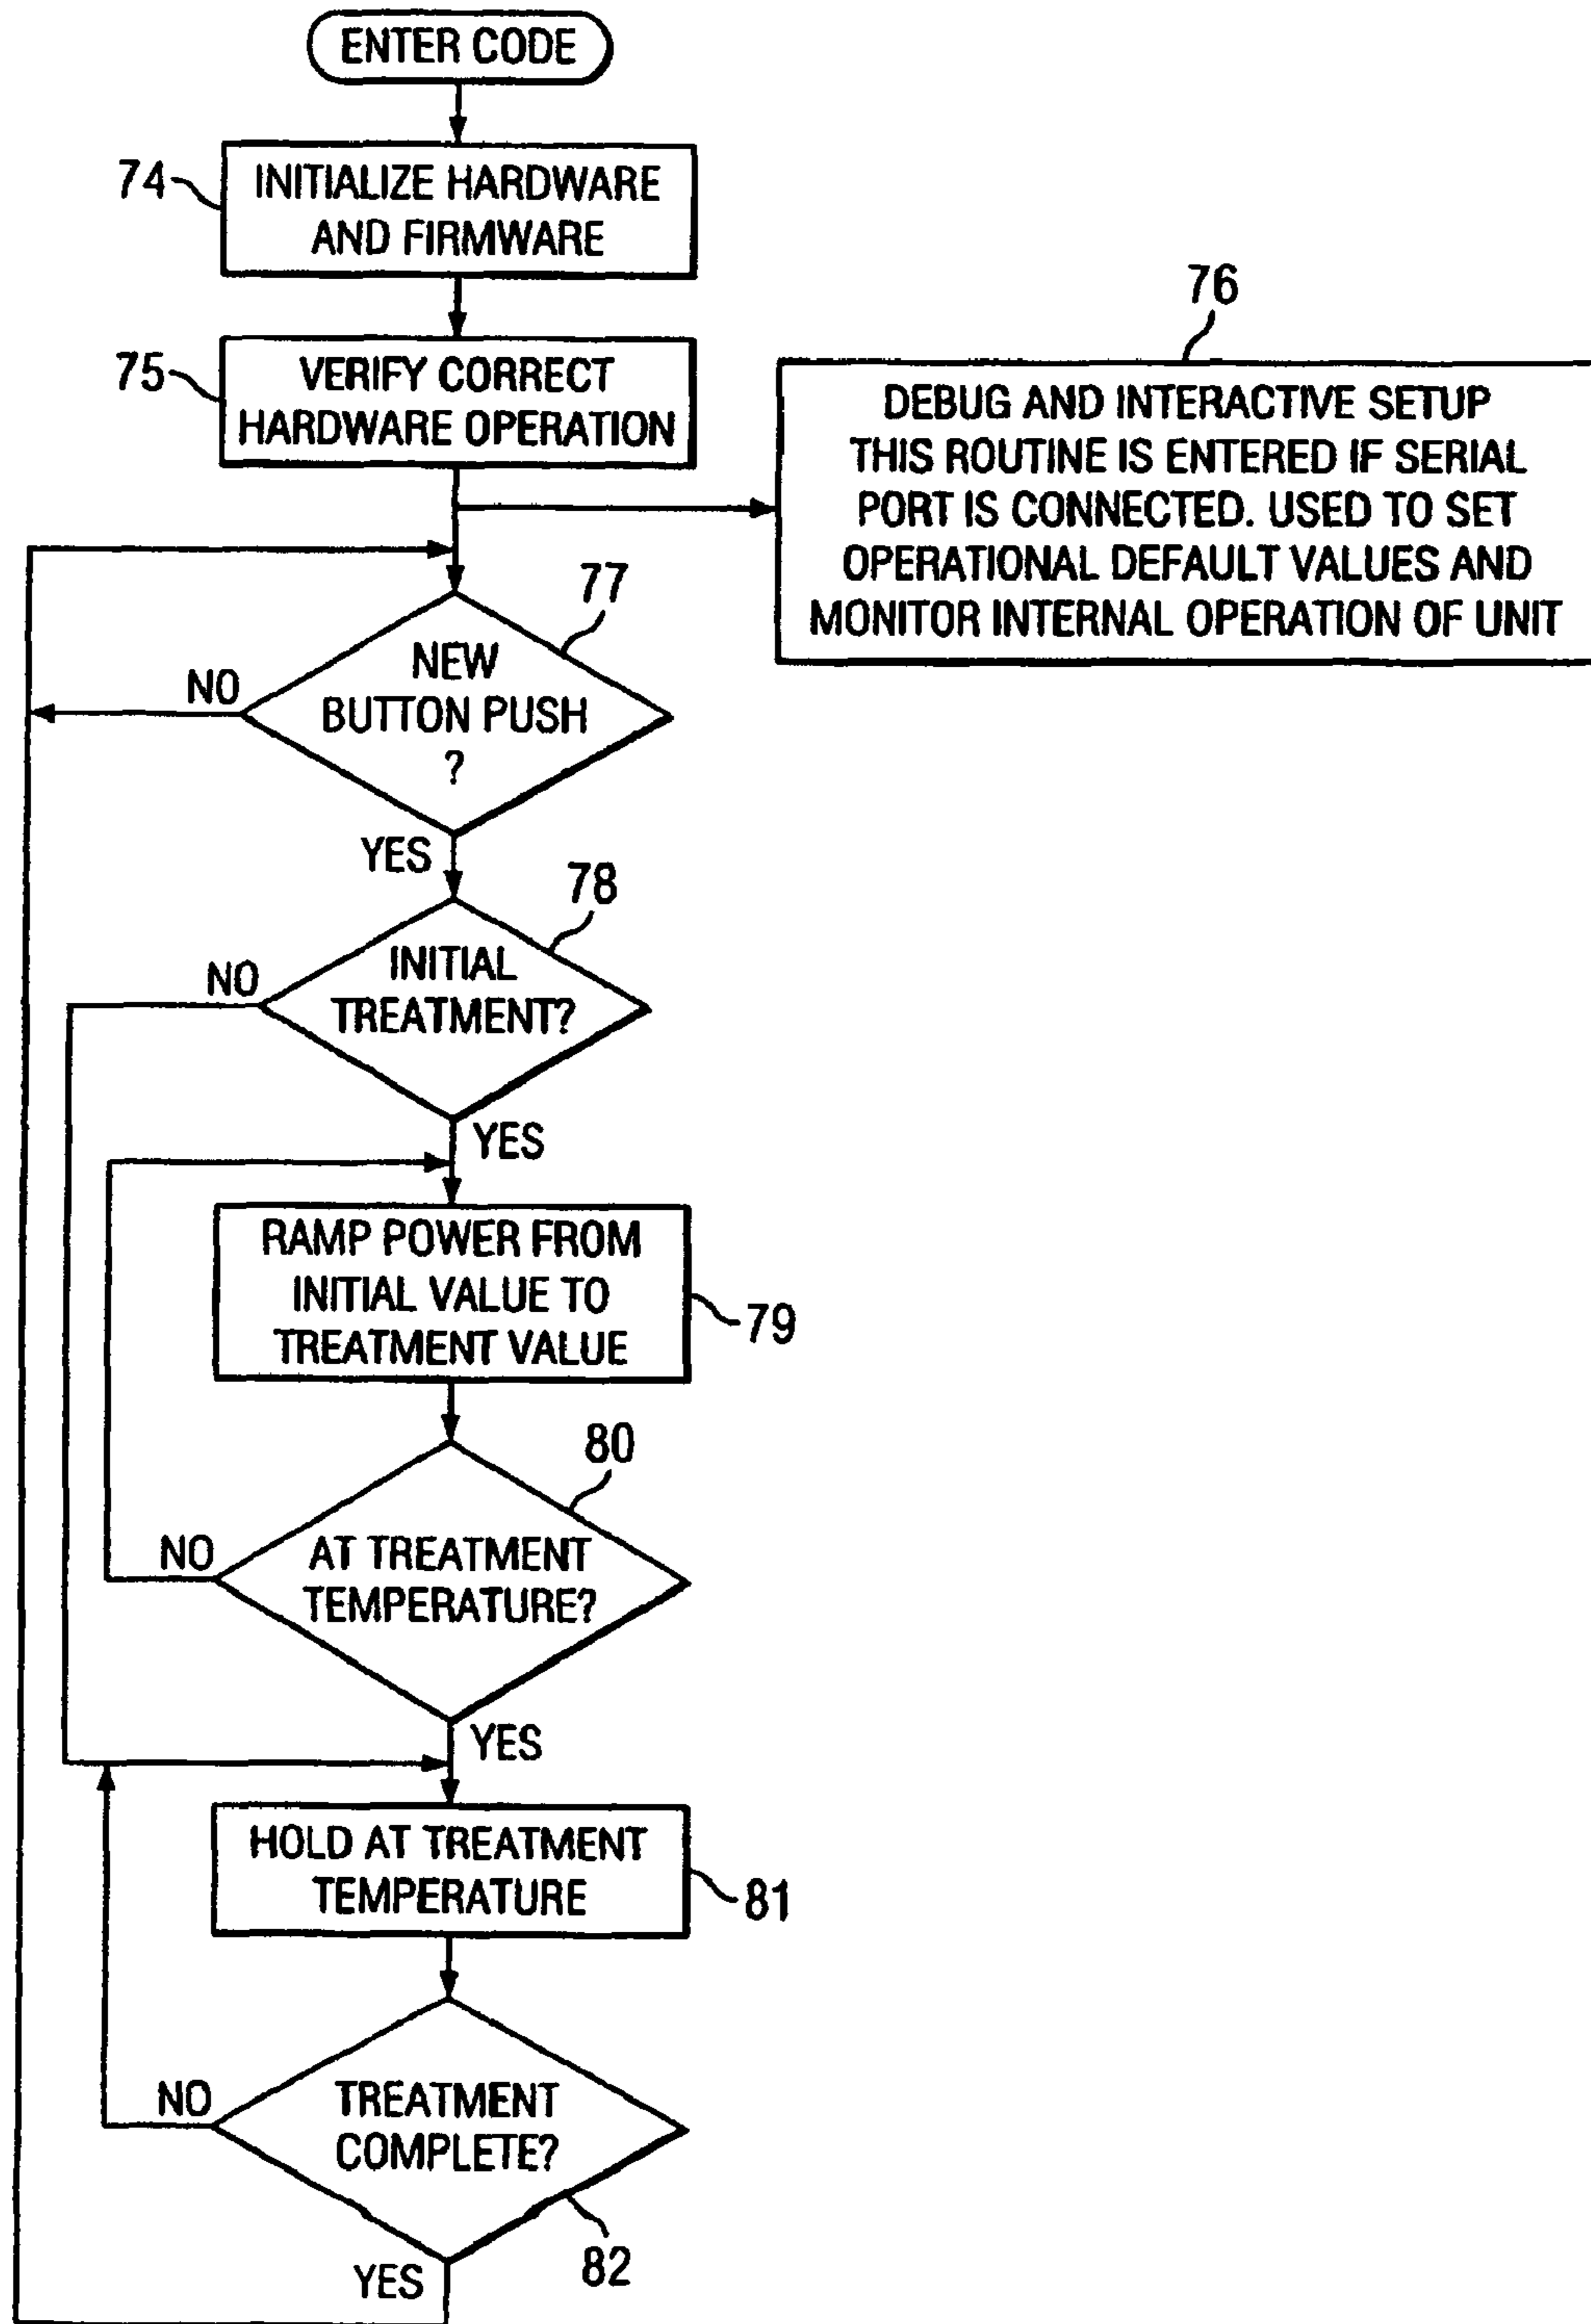 ENTER CODE
74
INITIALIZE HARDWARE
AND FIRMWARE
75
VERIFY CORRECT
HARDWARE OPERATION
76
DEBUG AND INTERACTIVE SETUP
THIS ROUTINE IS ENTERED IF SERIAL
PORT IS CONNECTED. USED TO SET
OPERATIONAL DEFAULT VALUES AND
MONITOR INTERNAL OPERATION OF UNIT
77
NEW
BUTTON PUSH
?
NO
YES
78
INITIAL
TREATMENT?
NO
YES
RAMP POWER FROM
INITIAL VALUE TO
TREATMENT VALUE
79
80
AT TREATMENT
TEMPERATURE?
NO
YES
HOLD AT TREATMENT
TEMPERATURE
81
TREATMENT
COMPLETE?
NO
82
YES